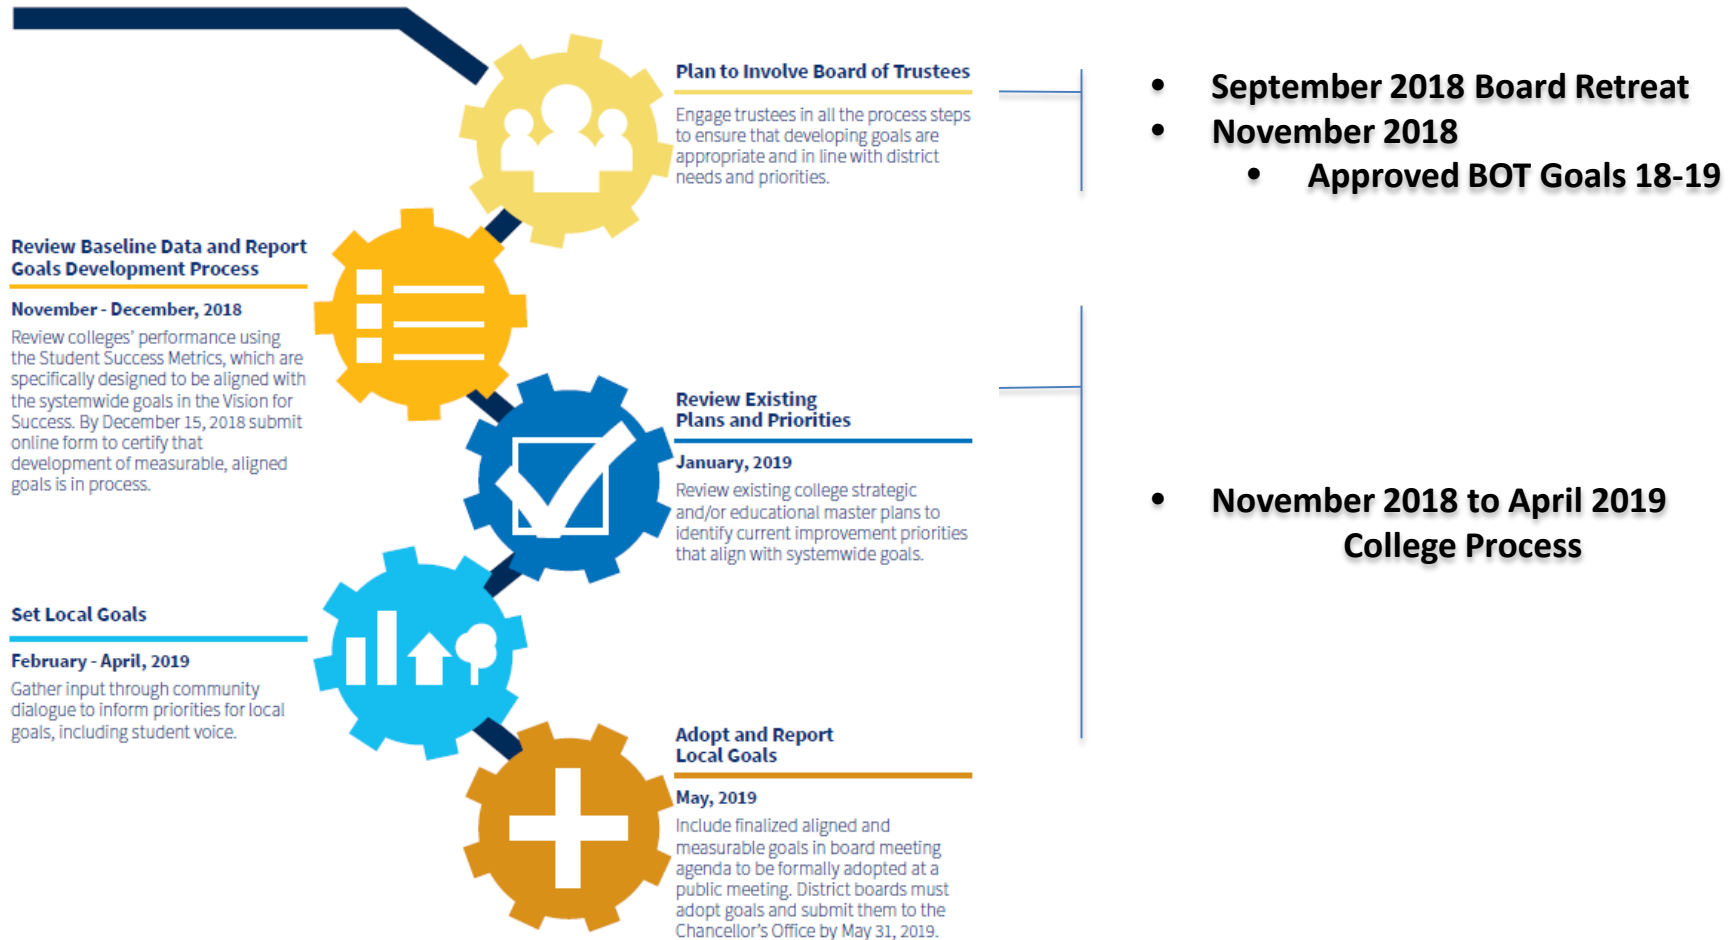 Plan to Involve Board of Trustees
Engage trustees in all the process steps
to ensure that developing goals are
appropriate and in line with district
needs and priorities.
• September 2018 Board Retreat
• November 2018
• Approved BOT Goals 18-19
Review Baseline Data and Report
Goals Development Process
November - December, 2018
Review colleges’ performance using
the Student Success Metrics, which are
specifically designed to be aligned with
the systemwide goals in the Vision for
Success. By December 15, 2018 submit
online form to certify that
development of measurable, aligned
goals is in process.
Review Existing
Plans and Priorities
January, 2019
Review existing college strategic
and/or educational master plans to
identify current improvement priorities
that align with systemwide goals.
• November 2018 to April 2019
College Process
Set Local Goals
February - April, 2019
Gather input through community
dialogue to inform priorities for local
goals, including student voice.
Adopt and Report
Local Goals
May, 2019
Include finalized aligned and
measurable goals in board meeting
agenda to be formally adopted at a
public meeting. District boards must
adopt goals and submit them to the
Chancellor’s Office by May 31, 2019.